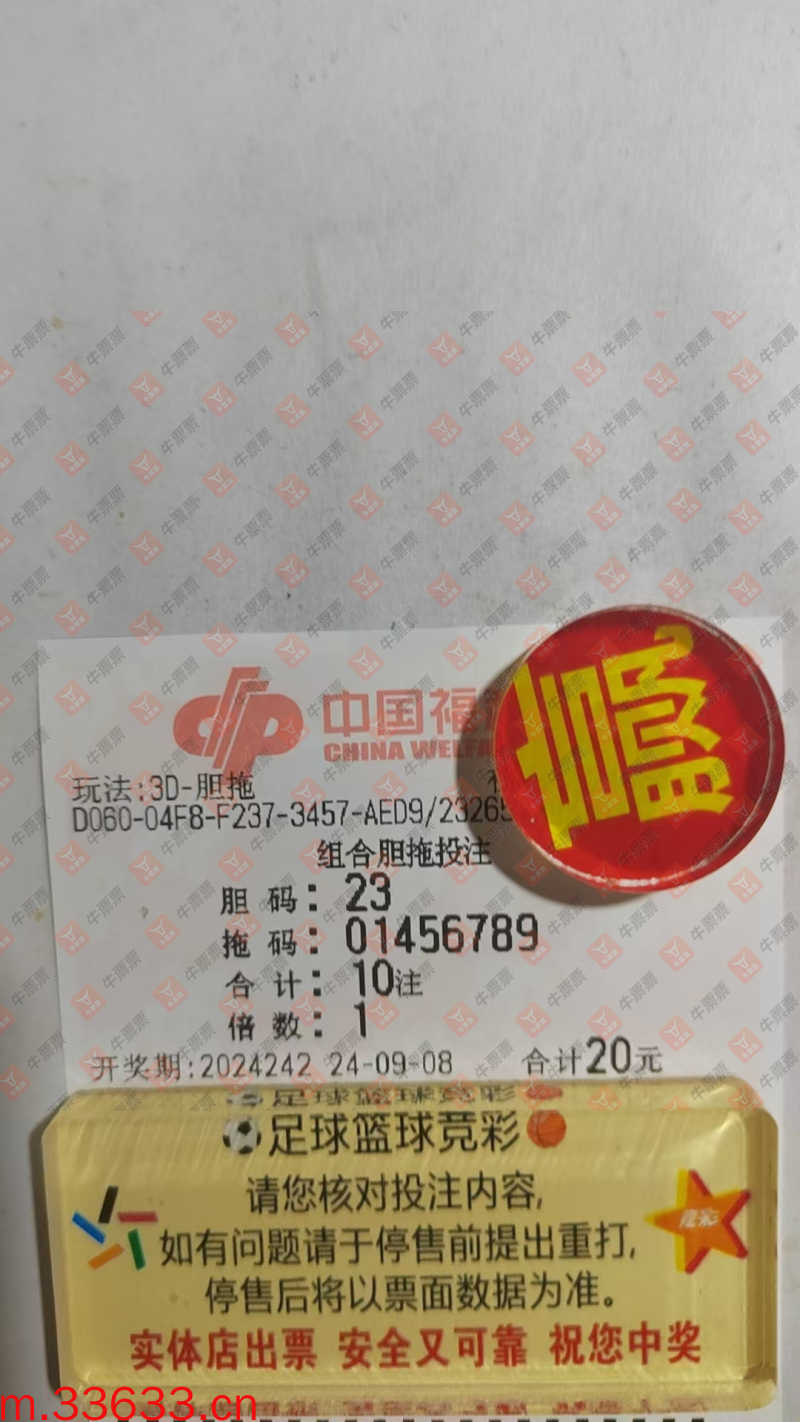 中国福
CHINA WELFA
玩法:3D-胆拖
D060-04F8-F237-3457-AED9/23265
组合胆拖投注
胆 码: 23
拖 码: 01456789
合 计: 10注
倍 数: 1
开奖期:2024242 24-09-08 合计20元
足球篮球竞彩
请您核对投注内容,
如有问题请于停售前提出重打,
停售后将以票面数据为准。
实体店出票 安全又可靠 祝您中奖
m.33633.cn
牛票票